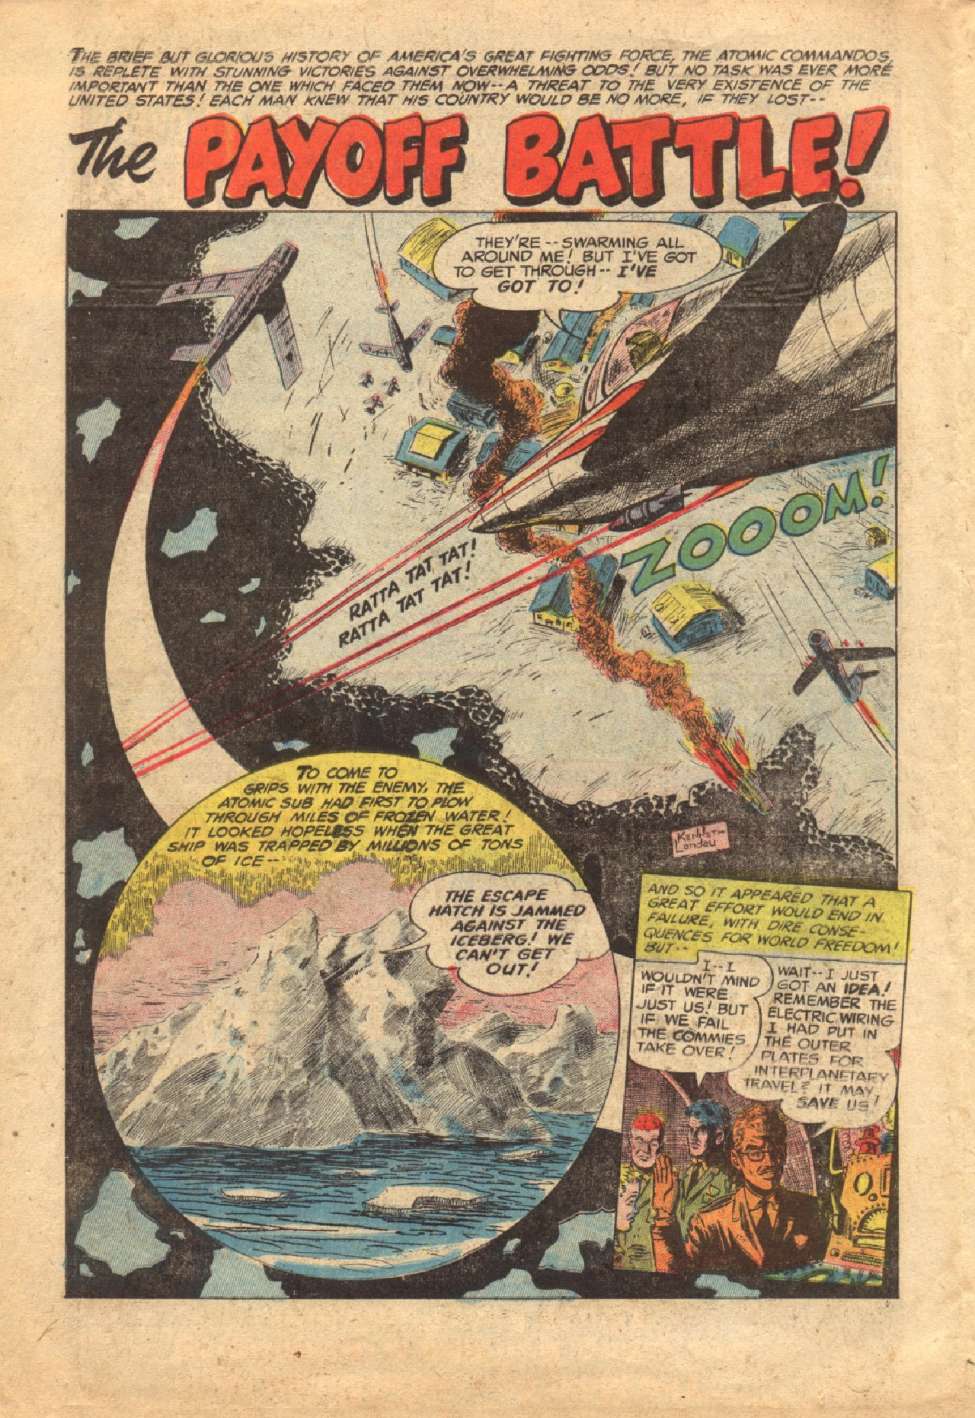 THE BRIEF BUT GLORIOUS HISTORY OF AMERICA'S GREAT FIGHTING FORCE, THE ATOMIC COMMANDOS,
IS REPLETE WITH STUNNING VICTORIES AGAINST OVERWHELMING ODDS! BUT NO TASK WAS EVER MORE
IMPORTANT THAN THE ONE WHICH FACED THEM NOW--A THREAT TO THE VERY EXISTENCE OF THE
UNITED STATES! EACH MAN KNEW THAT HIS COUNTRY WOULD BE NO MORE, IF THEY LOST--
The PAYOFF BATTLE!
THEY'RE--SWARMING ALL
AROUND ME! BUT I'VE GOT
TO GET THROUGH--I'VE
GOT TO!
ZOOOM!
RATTA TAT TAT!
RATTA TAT TAT!
Kenneth
Landau
TO COME TO
GRIPS WITH THE ENEMY, THE
ATOMIC SUB HAD FIRST TO PLOW
THROUGH MILES OF FROZEN WATER!
IT LOOKED HOPELESS WHEN THE GREAT
SHIP WAS TRAPPED BY MILLIONS OF TONS
OF ICE--
THE ESCAPE
HATCH IS JAMMED
AGAINST THE
ICEBERG! WE
CAN'T GET
OUT!
AND SO IT APPEARED THAT A
GREAT EFFORT WOULD END IN
FAILURE, WITH DIRE CONSE-
QUENCES FOR WORLD FREEDOM!
BUT--
I--I
WOULDN'T MIND
IF IT WERE
JUST US! BUT
IF WE FAIL
THE COMMIES
TAKE OVER!
WAIT--I JUST
GOT AN IDEA!
REMEMBER THE
ELECTRIC WIRING
I HAD PUT IN
THE OUTER
PLATES FOR
INTERPLANETARY
TRAVEL? IT MAY
SAVE US!